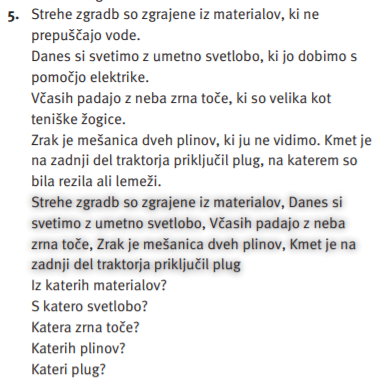 5. Strehe zgradb so zgrajene iz materialov, ki ne
prepuščajo vode.
Danes si svetimo z umetno svetlobo, ki jo dobimo s
pomočjo elektrike.
Včasih padajo z neba zrna toče, ki so velika kot
teniške žogice.
Zrak je mešanica dveh plinov, ki ju ne vidimo. Kmet je
na zadnji del traktorja priključil plug, na katerem so
bila rezila ali lemeži.
Strehe zgradb so zgrajene iz materialov, Danes si
svetimo z umetno svetlobo, Včasih padajo z neba
zrna toče, Zrak je mešanica dveh plinov, Kmet je na
zadnji del traktorja priključil plug
Iz katerih materialov?
S katero svetlobo?
Katera zrna toče?
Katerih plinov?
Kateri plug?